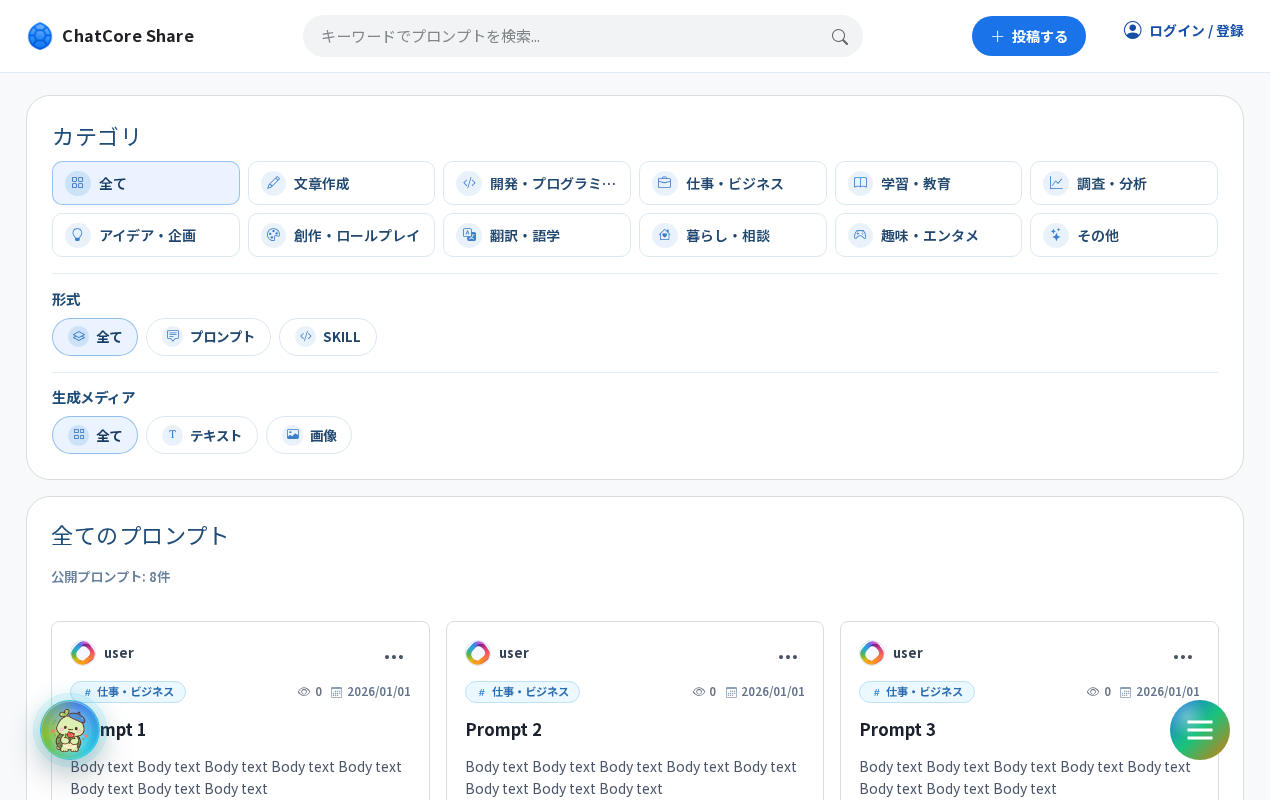 ChatCore Share
キーワードでプロンプトを検索...
投稿する
ログイン / 登録
カテゴリ
全て
文章作成
開発・プログラミ…
仕事・ビジネス
学習・教育
調査・分析
アイデア・企画
創作・ロールプレイ
翻訳・語学
暮らし・相談
趣味・エンタメ
その他
形式
全て
プロンプト
SKILL
生成メディア
全て
テキスト
画像
全てのプロンプト
公開プロンプト: 8件
user
# 仕事・ビジネス
0
2026/01/01
mpt 1
Body text Body text Body text Body text Body text
Body text Body text Body text
user
# 仕事・ビジネス
0
2026/01/01
Prompt 2
Body text Body text Body text Body text Body text
Body text Body text Body text
user
# 仕事・ビジネス
0
2026/01/01
Prompt 3
Body text Body text Body text Body text Body text
Body text Body text Body text